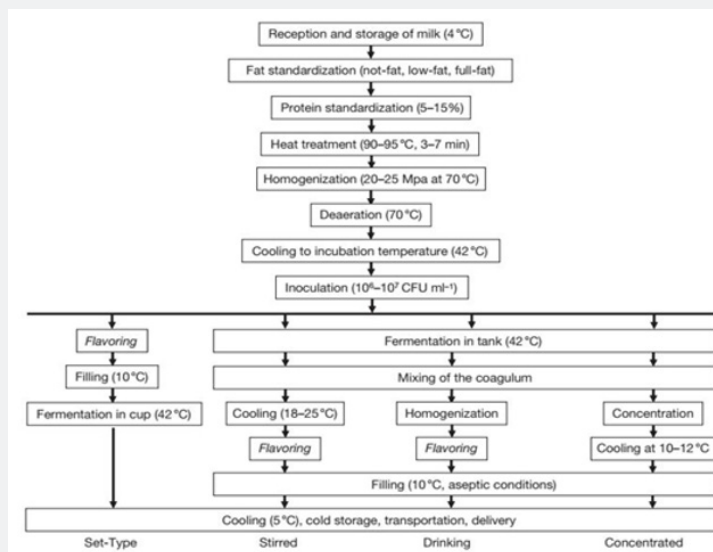 Reception and storage of milk (4 °C)
Fat standardization (not-fat, low-fat, full-fat)
Protein standardization (5–15%)
Heat treatment (90–95 °C, 3–7 min)
Homogenization (20–25 Mpa at 70 °C)
Deaeration (70 °C)
Cooling to incubation temperature (42 °C)
Inoculation (10⁶–10⁷ CFU ml⁻¹)
Flavoring
Fermentation in tank (42 °C)
Filling (10 °C)
Mixing of the coagulum
Fermentation in cup (42 °C)
Cooling (18–25 °C)
Homogenization
Concentration
Flavoring
Flavoring
Cooling at 10–12 °C
Filling (10 °C, aseptic conditions)
Cooling (5 °C), cold storage, transportation, delivery
Set-Type
Stirred
Drinking
Concentrated